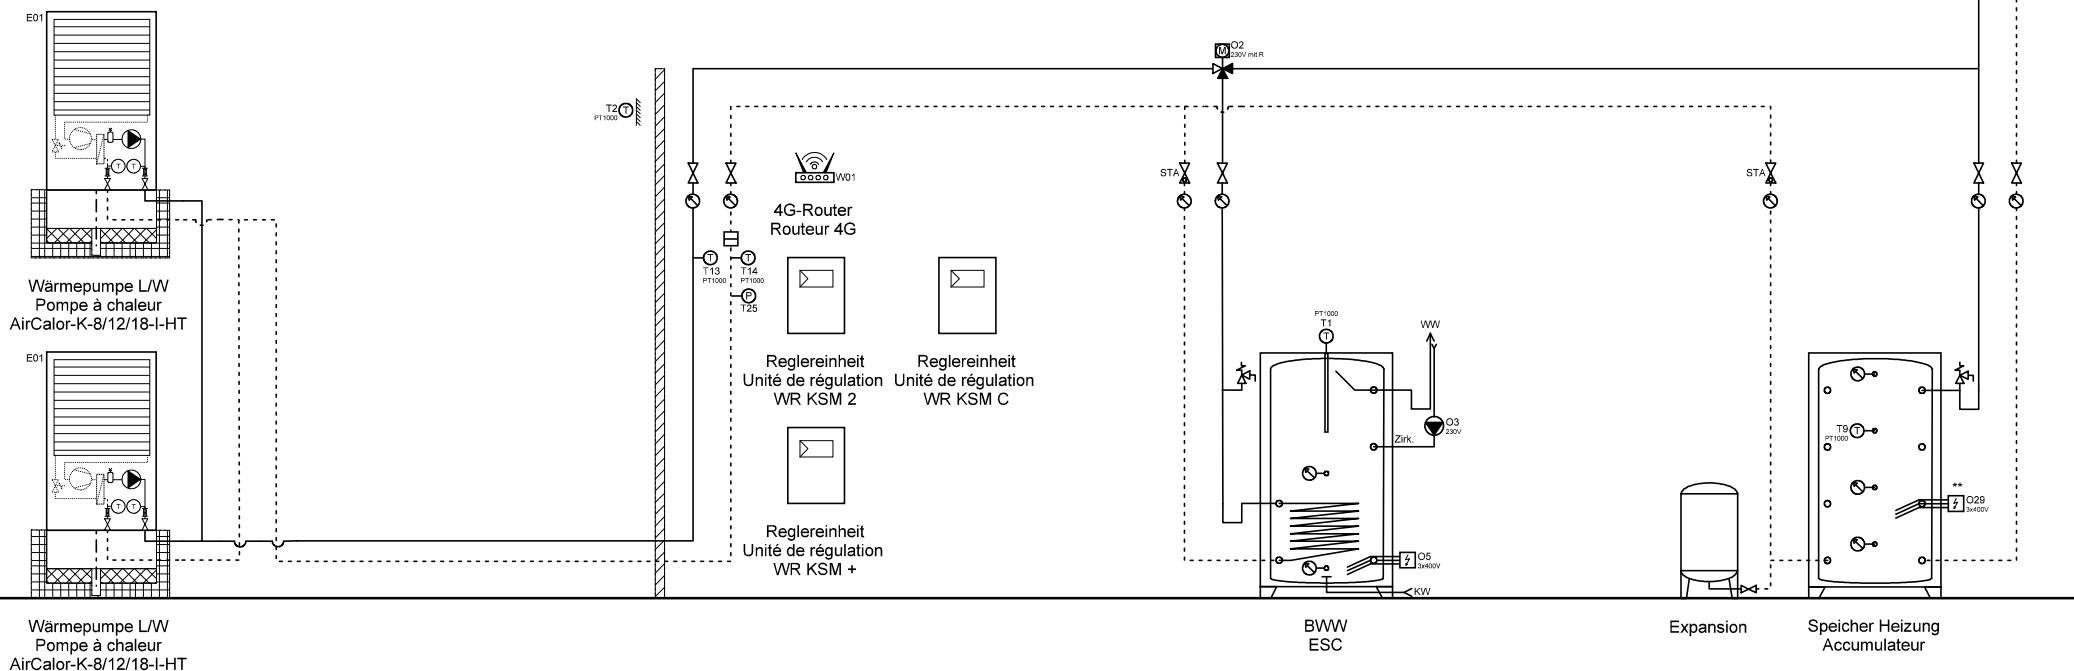 E01
Wärmepumpe L/W
Pompe à chaleur
AirCalor-K-8/12/18-I-HT
E01
Wärmepumpe L/W
Pompe à chaleur
AirCalor-K-8/12/18-I-HT
T T
T T
T2 T
PT1000
W01
4G-Router
Routeur 4G
T
T13
PT1000
T
T14
PT1000
P
T25
Reglereinheit
Unité de régulation
WR KSM 2
Reglereinheit
Unité de régulation
WR KSM C
Reglereinheit
Unité de régulation
WR KSM +
M O2
230V mit R
STA
STA
PT1000
T1
T
WW
O3
230V
Zirk.
O5
3x400V
KW
BWW
ESC
Expansion
T9 T
PT1000
**
O29
3x400V
Speicher Heizung
Accumulateur